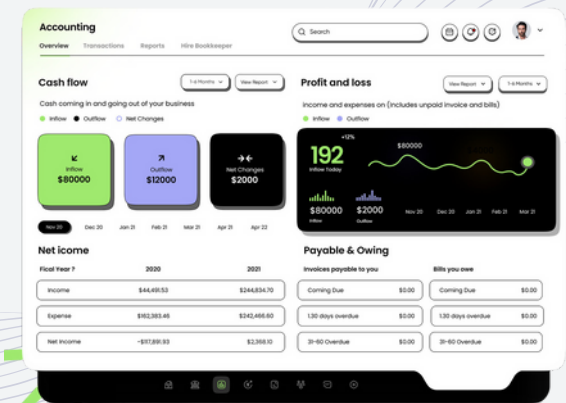 Accounting
Search
Overview Transactions Reports Hire Bookkeeper
Cash flow
1-6 Months
View Report
Cash coming in and going out of your business
Inflow Outflow Net Changes
Inflow
$80000
Outflow
$12000
Net Changes
$2000
Nov 20 Dec 20 Jan 21 Feb 21 Mar 21 Apr 21 Apr 22
Profit and loss
View Report
1-6 Months
Income and expenses on (includes unpaid invoice and bills)
Inflow Outflow
+12%
192
Inflow Today
$80000
$80000
Inflow
$2000
Outflow
Nov 20 Dec 20 Jan 21 Feb 21 Mar 21
Net icome
Fical Year ? 2020 2021
Income $44,491.53 $244,834.70
Expense $162,383.46 $242,466.60
Net Income -$117,891.93 $2,368.10
Payable & Owing
Invoices payable to you
Coming Due $0.00
1.30 days overdue $0.00
31-60 Overdue $0.00
Bills you owe
Coming Due $0.00
1.30 days overdue $0.00
31-60 Overdue $0.00